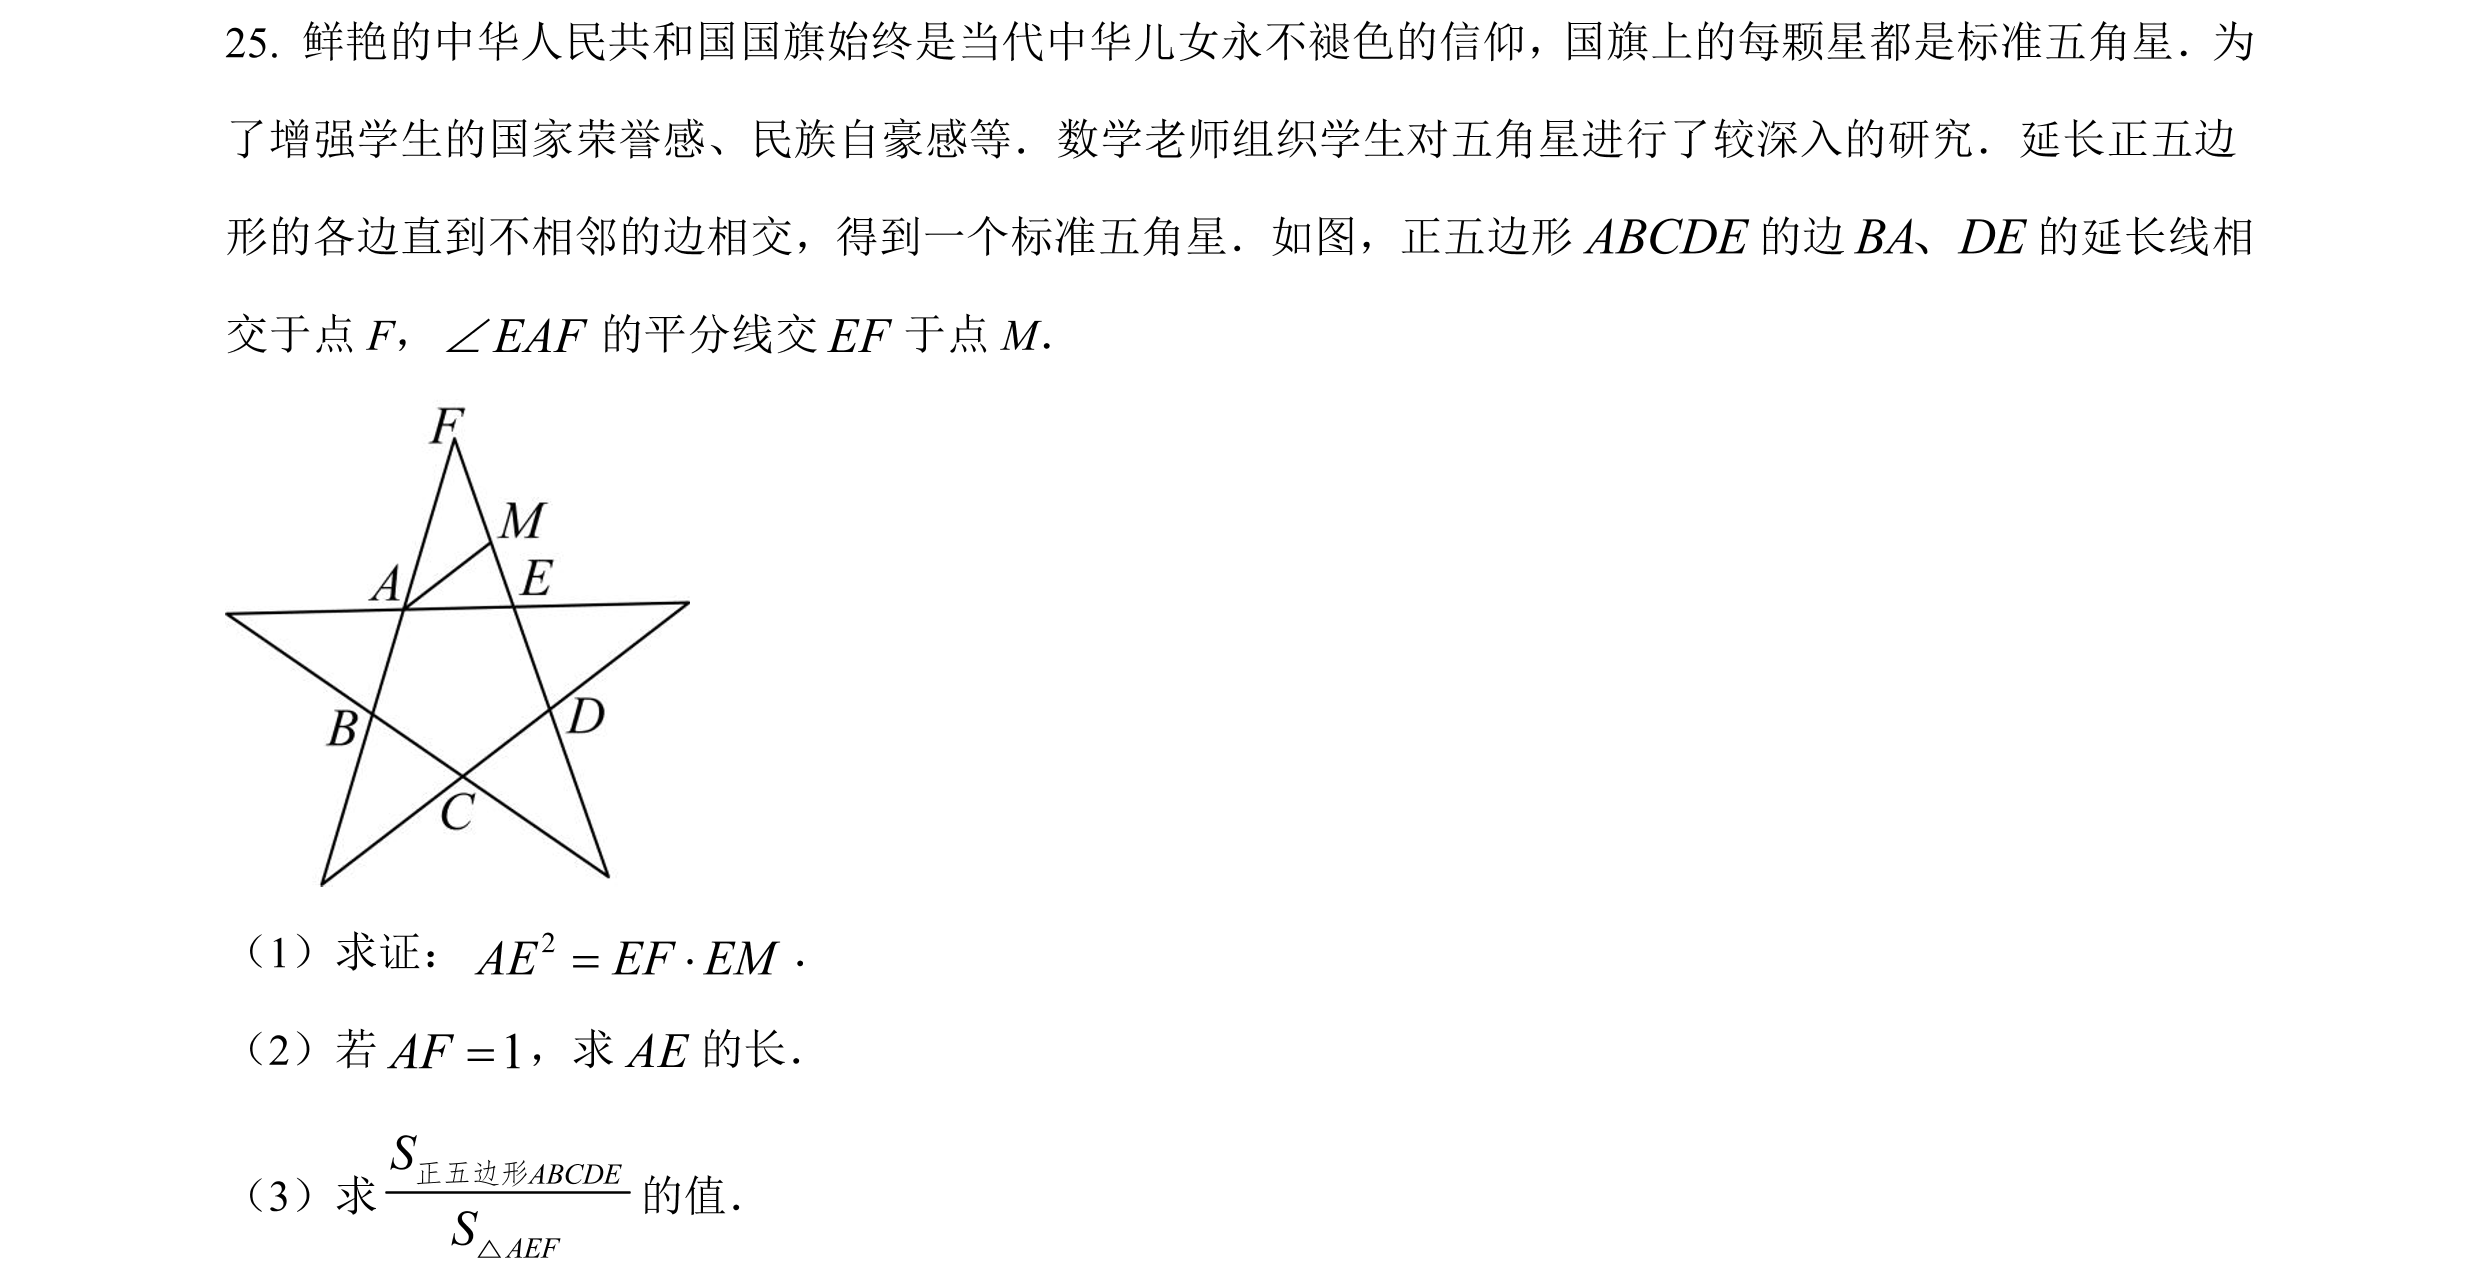 25. 鲜艳的中华人民共和国国旗始终是当代中华儿女永不褪色的信仰，国旗上的每颗星都是标准五角星．为
了增强学生的国家荣誉感、民族自豪感等．数学老师组织学生对五角星进行了较深入的研究．延长正五边
形的各边直到不相邻的边相交，得到一个标准五角星．如图，正五边形 ABCDE 的边 BA、DE 的延长线相
交于点 F，∠EAF 的平分线交 EF 于点 M．
F
M
A
E
B
D
C
（1）求证：AE² = EF · EM．
（2）若 AF = 1，求 AE 的长．
（3）求 S正五边形ABCDE / S△AEF 的值．